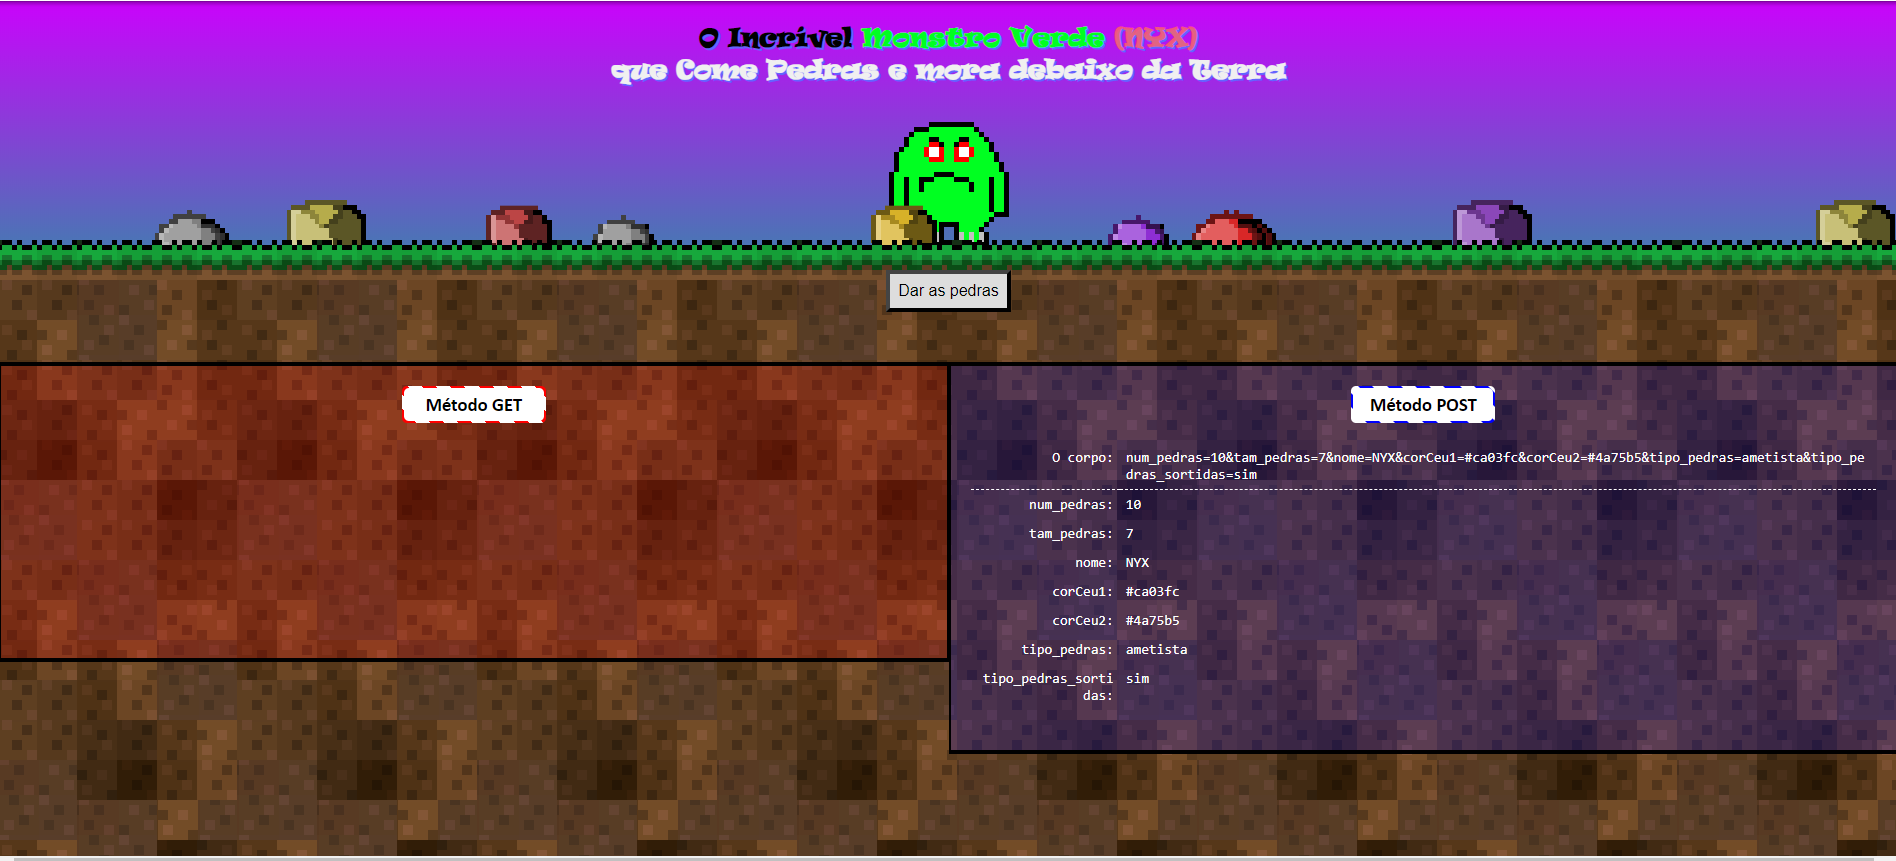 O Incrível Monstro Verde (NYX)
que Come Pedras e mora debaixo da Terra
Dar as pedras
Método GET
Método POST
O corpo: num_pedras=10&tam_pedras=7&nome=NYX&corCeu1=#ca03fc&corCeu2=#4a75b5&tipo_pedras=ametista&tipo_pe
dras_sortidas=sim
num_pedras: 10
tam_pedras: 7
nome: NYX
corCeu1: #ca03fc
corCeu2: #4a75b5
tipo_pedras: ametista
tipo_pedras_sorti sim
das: